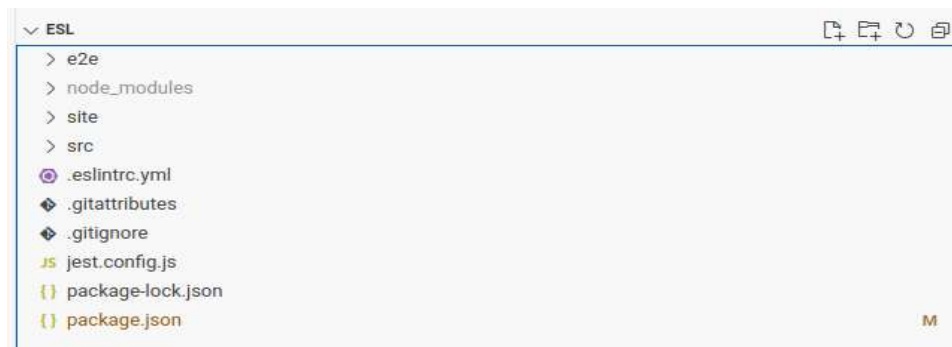 ESL
e2e
node_modules
site
src
.eslintrc.yml
.gitattributes
.gitignore
JS jest.config.js
{} package-lock.json
{} package.json M